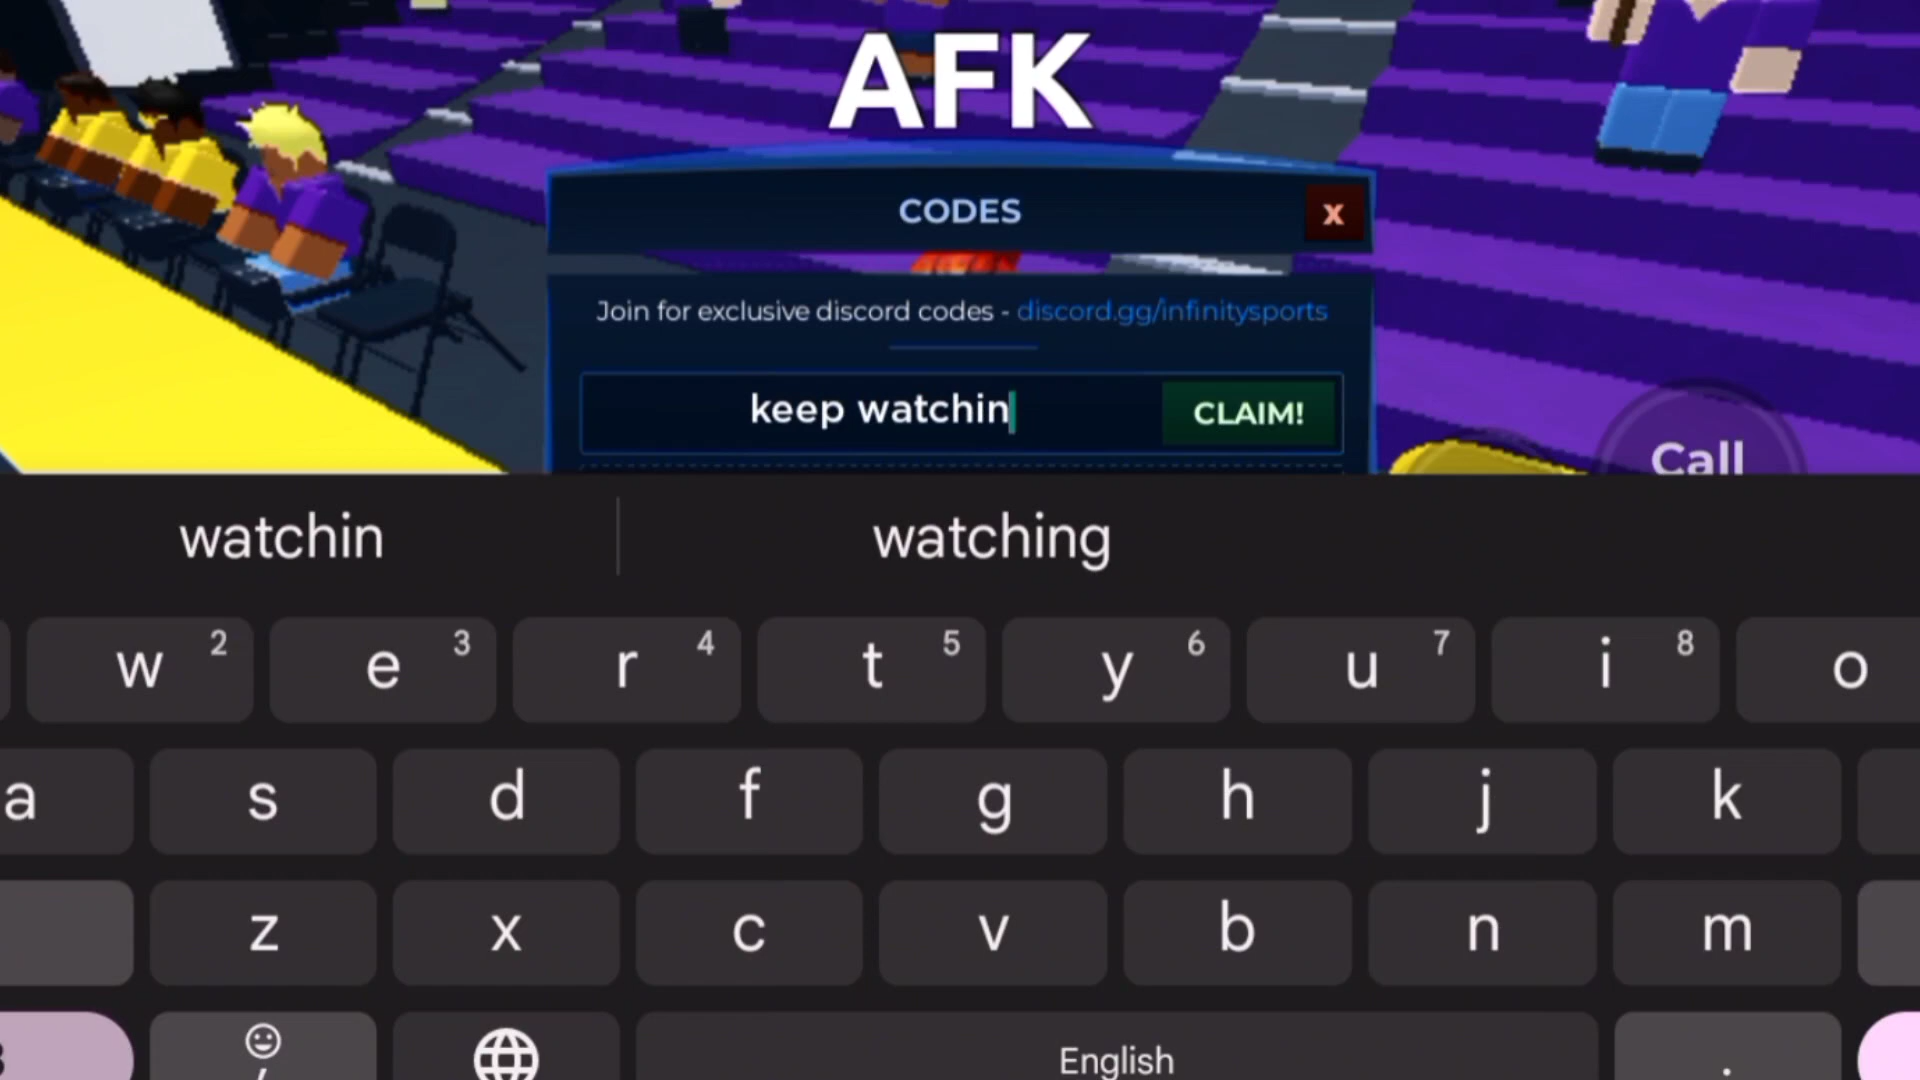 AFK
CODES
x
Join for exclusive discord codes - discord.gg/infinitysports
keep watchin
CLAIM!
Call
watchin
watching
w 2 e 3 r 4 t 5 y 6 u 7 i 8 o
a s d f g h j k
z x c v b n m
, English .